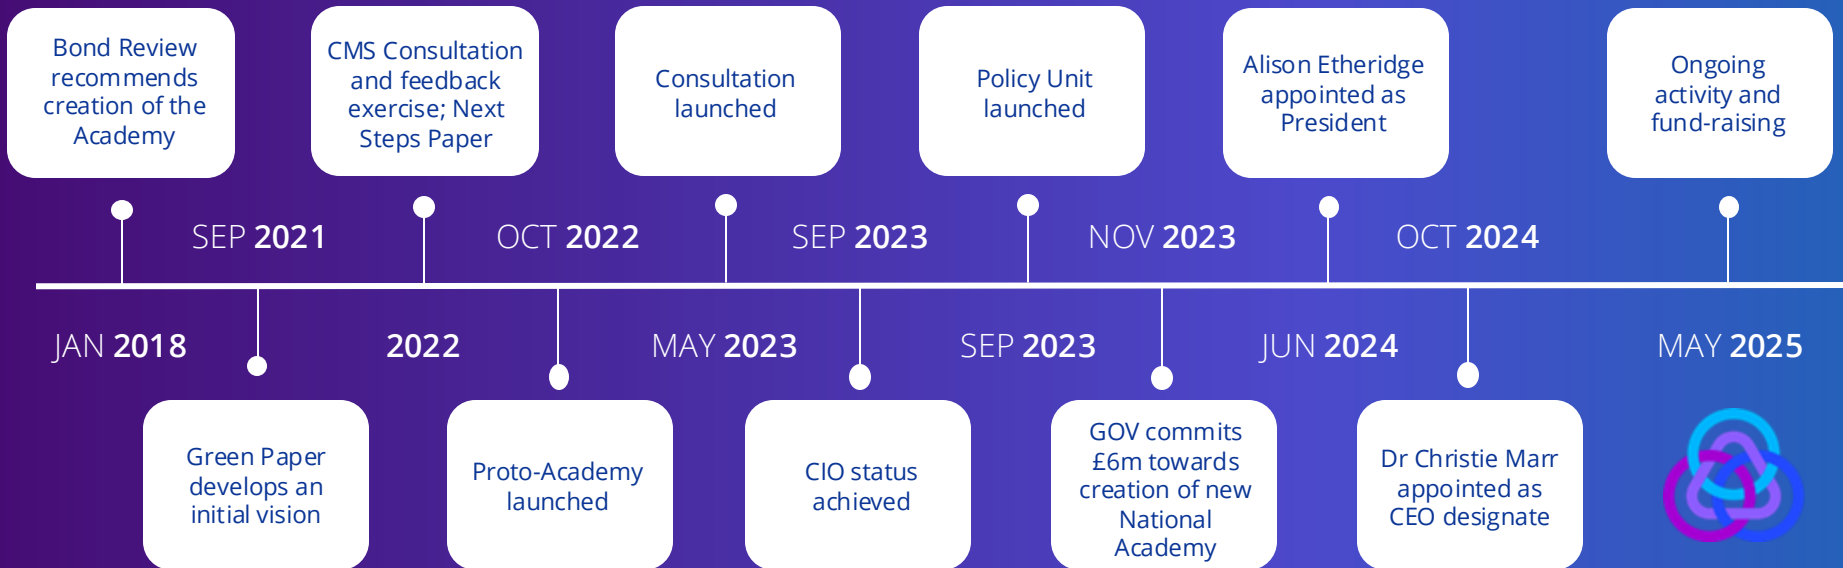 Bond Review
recommends
creation of the
Academy
CMS Consultation
and feedback
exercise; Next
Steps Paper
Consultation
launched
Policy Unit
launched
Alison Etheridge
appointed as
President
Ongoing
activity and
fund-raising
SEP 2021
OCT 2022
SEP 2023
NOV 2023
OCT 2024
JAN 2018
2022
MAY 2023
SEP 2023
JUN 2024
MAY 2025
Green Paper
develops an
initial vision
Proto-Academy
launched
CIO status
achieved
GOV commits
£6m towards
creation of new
National
Academy
Dr Christie Marr
appointed as
CEO designate